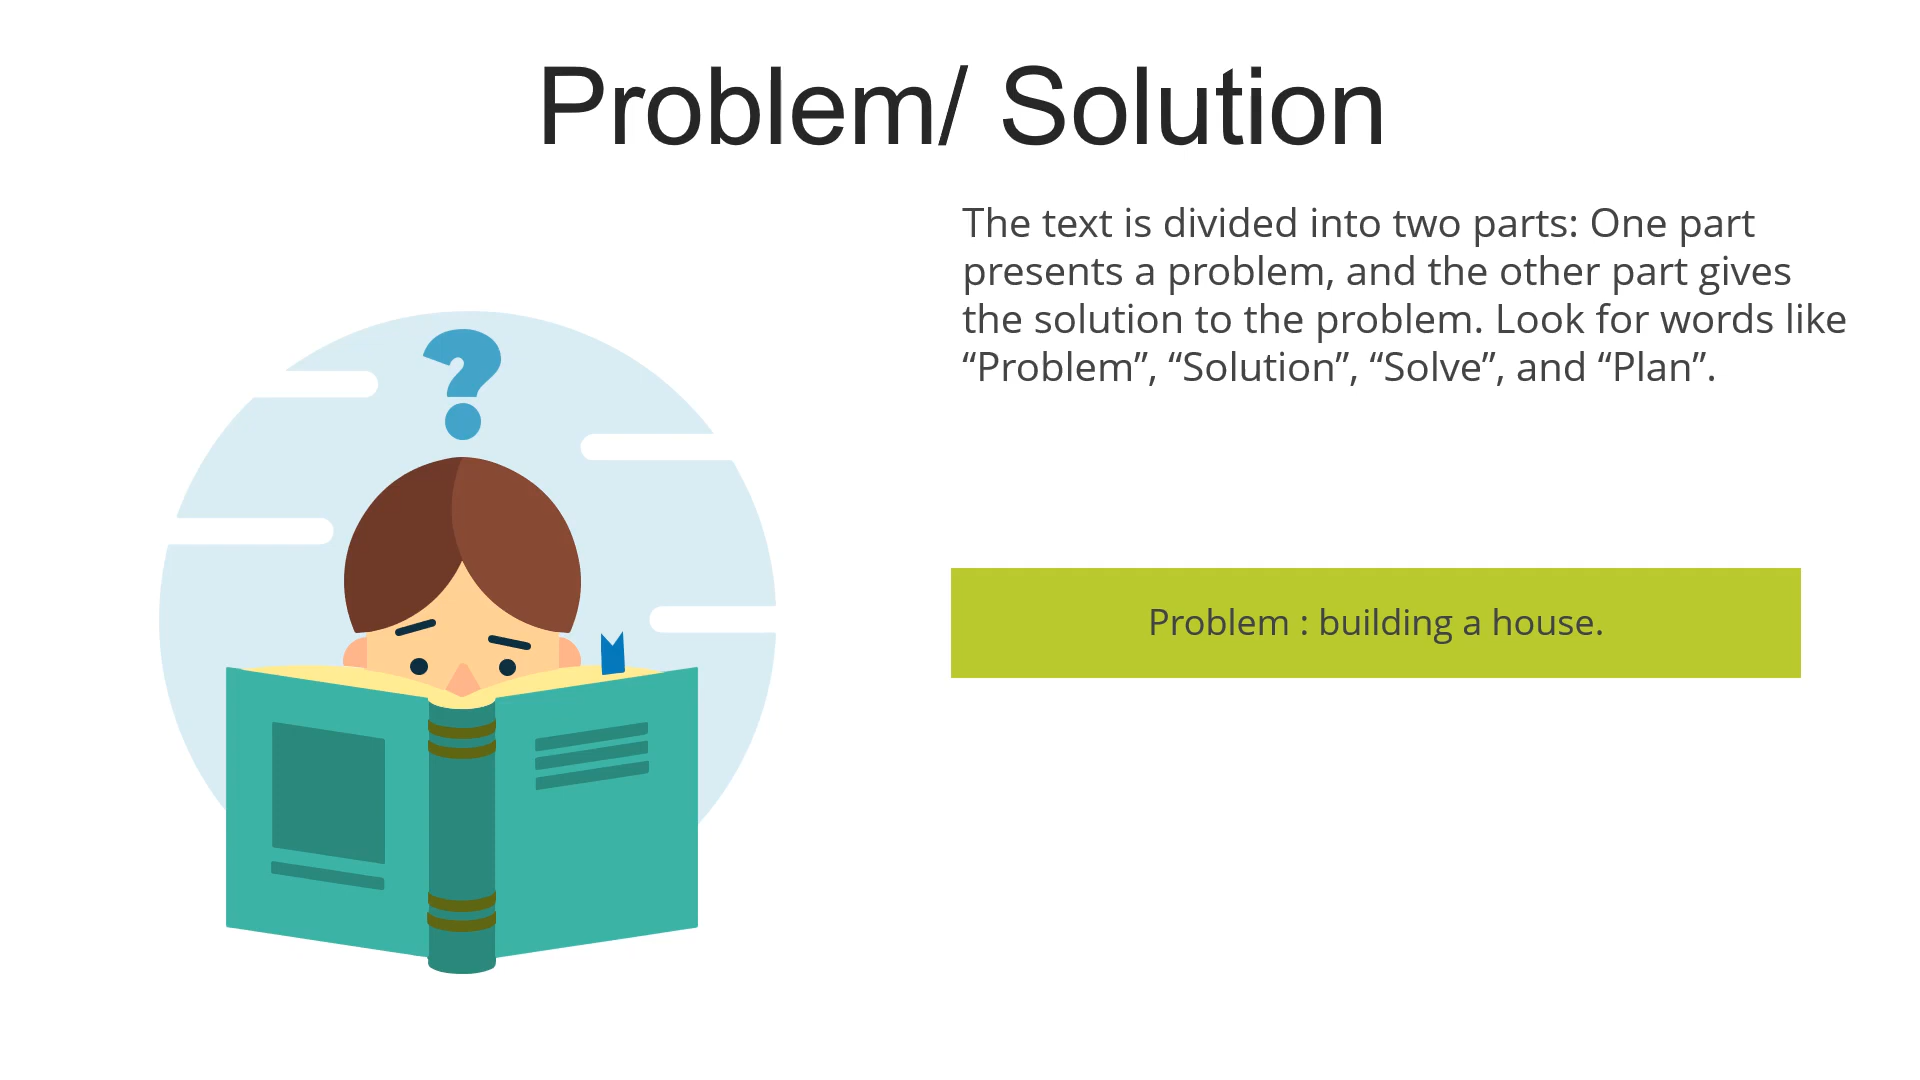 Problem/ Solution
The text is divided into two parts: One part
presents a problem, and the other part gives
the solution to the problem. Look for words like
“Problem”, “Solution”, “Solve”, and “Plan”.
Problem : building a house.